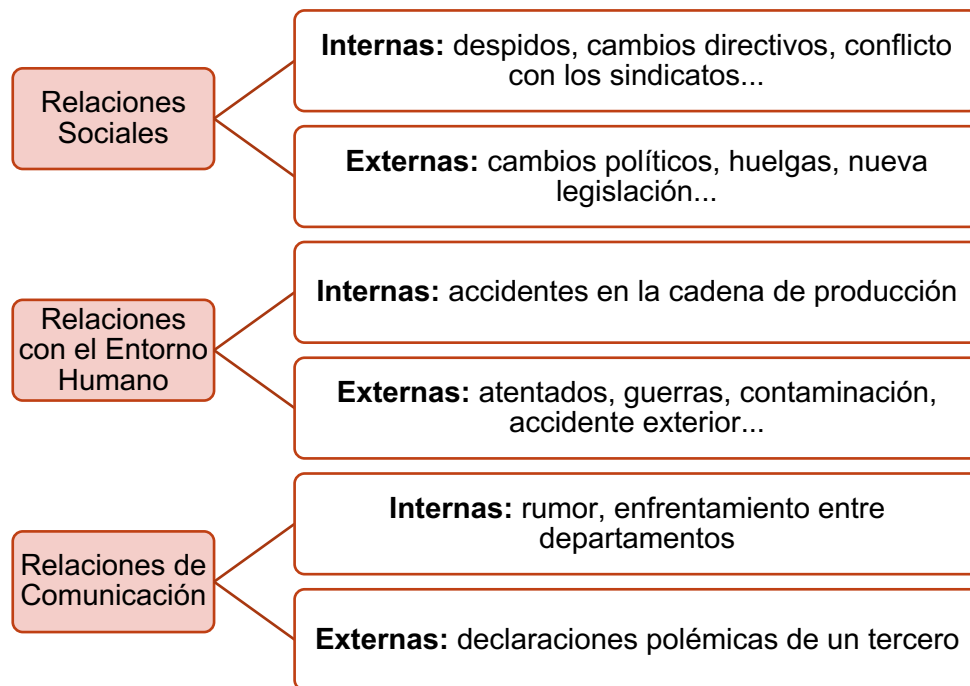 Relaciones
Sociales
Internas: despidos, cambios directivos, conflicto
con los sindicatos...
Externas: cambios políticos, huelgas, nueva
legislación...
Relaciones
con el Entorno
Humano
Internas: accidentes en la cadena de producción
Externas: atentados, guerras, contaminación,
accidente exterior...
Relaciones de
Comunicación
Internas: rumor, enfrentamiento entre
departamentos
Externas: declaraciones polémicas de un tercero